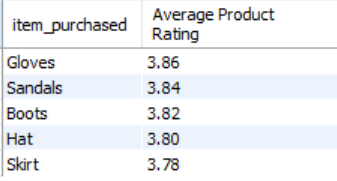 item_purchased Average Product
Rating
Gloves 3.86
Sandals 3.84
Boots 3.82
Hat 3.80
Skirt 3.78